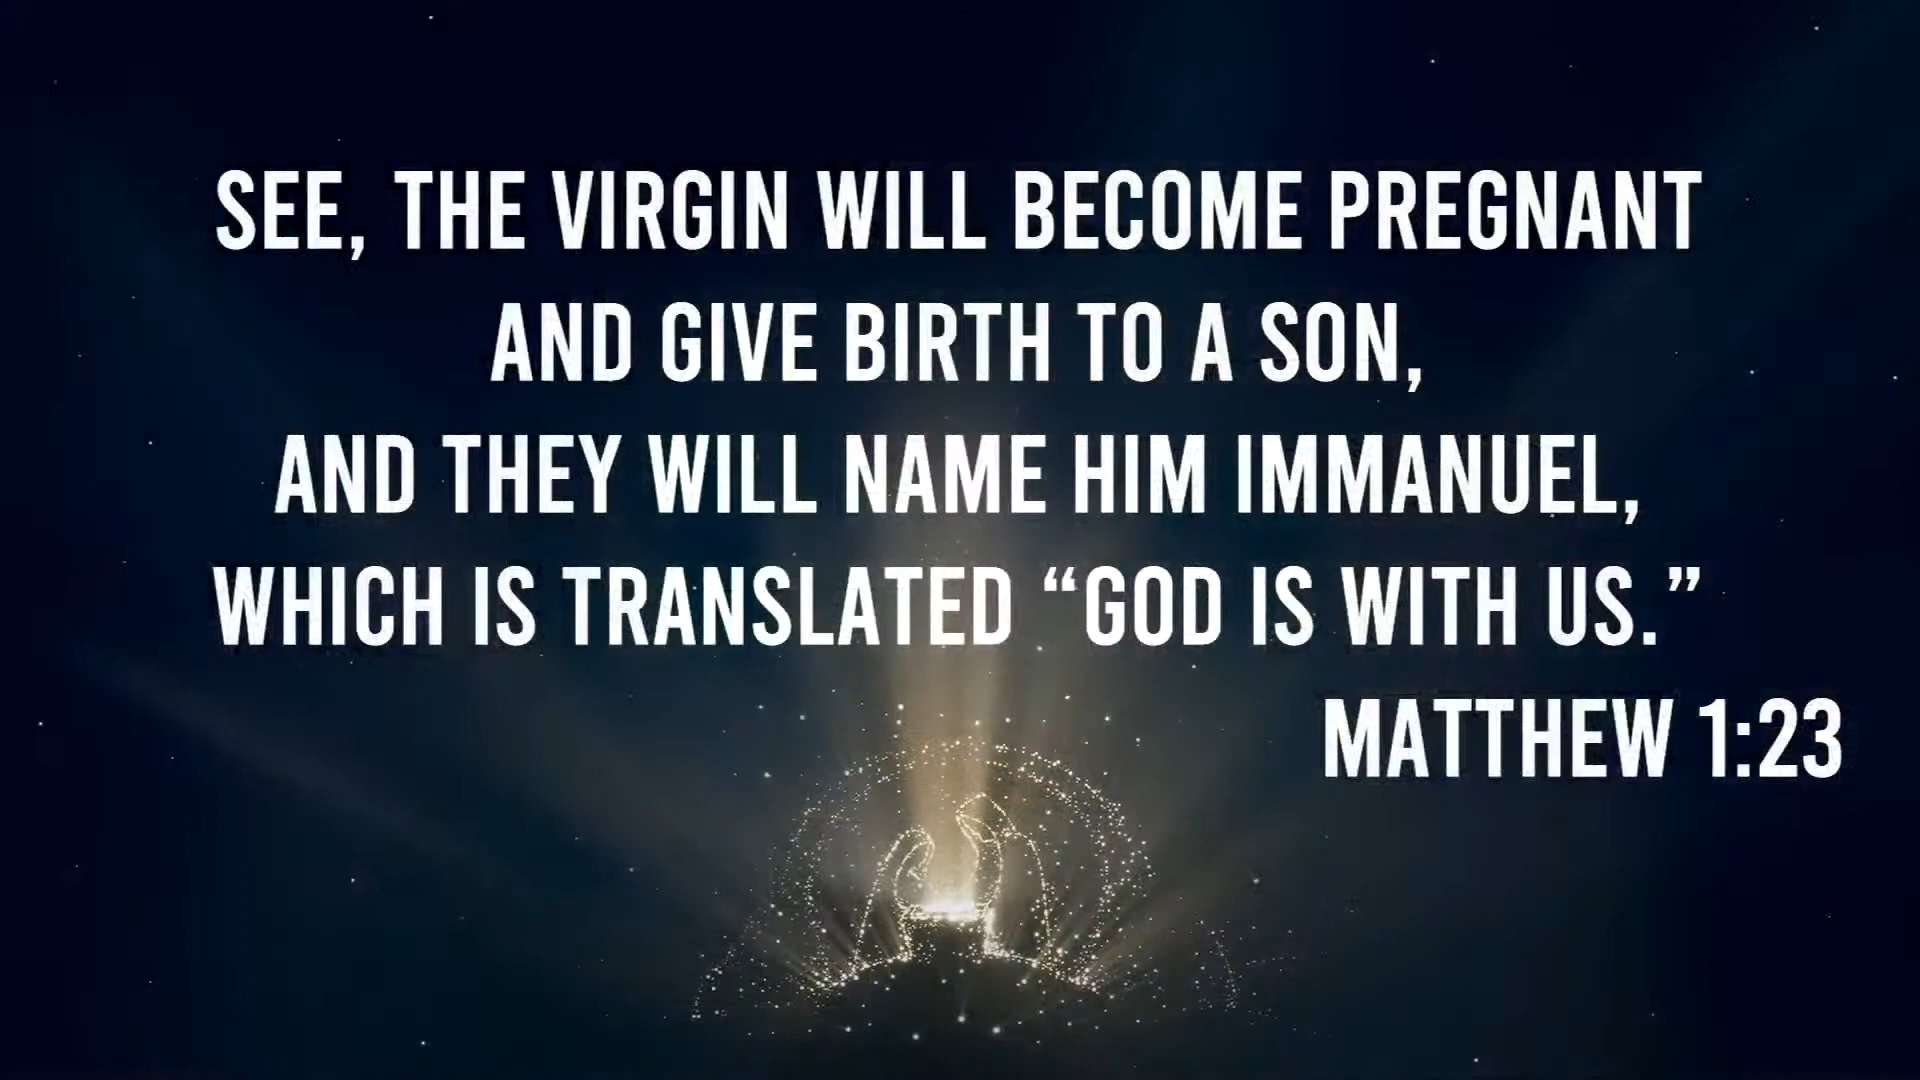 SEE, THE VIRGIN WILL BECOME PREGNANT
AND GIVE BIRTH TO A SON,
AND THEY WILL NAME HIM IMMANUEL,
WHICH IS TRANSLATED “GOD IS WITH US.”
MATTHEW 1:23